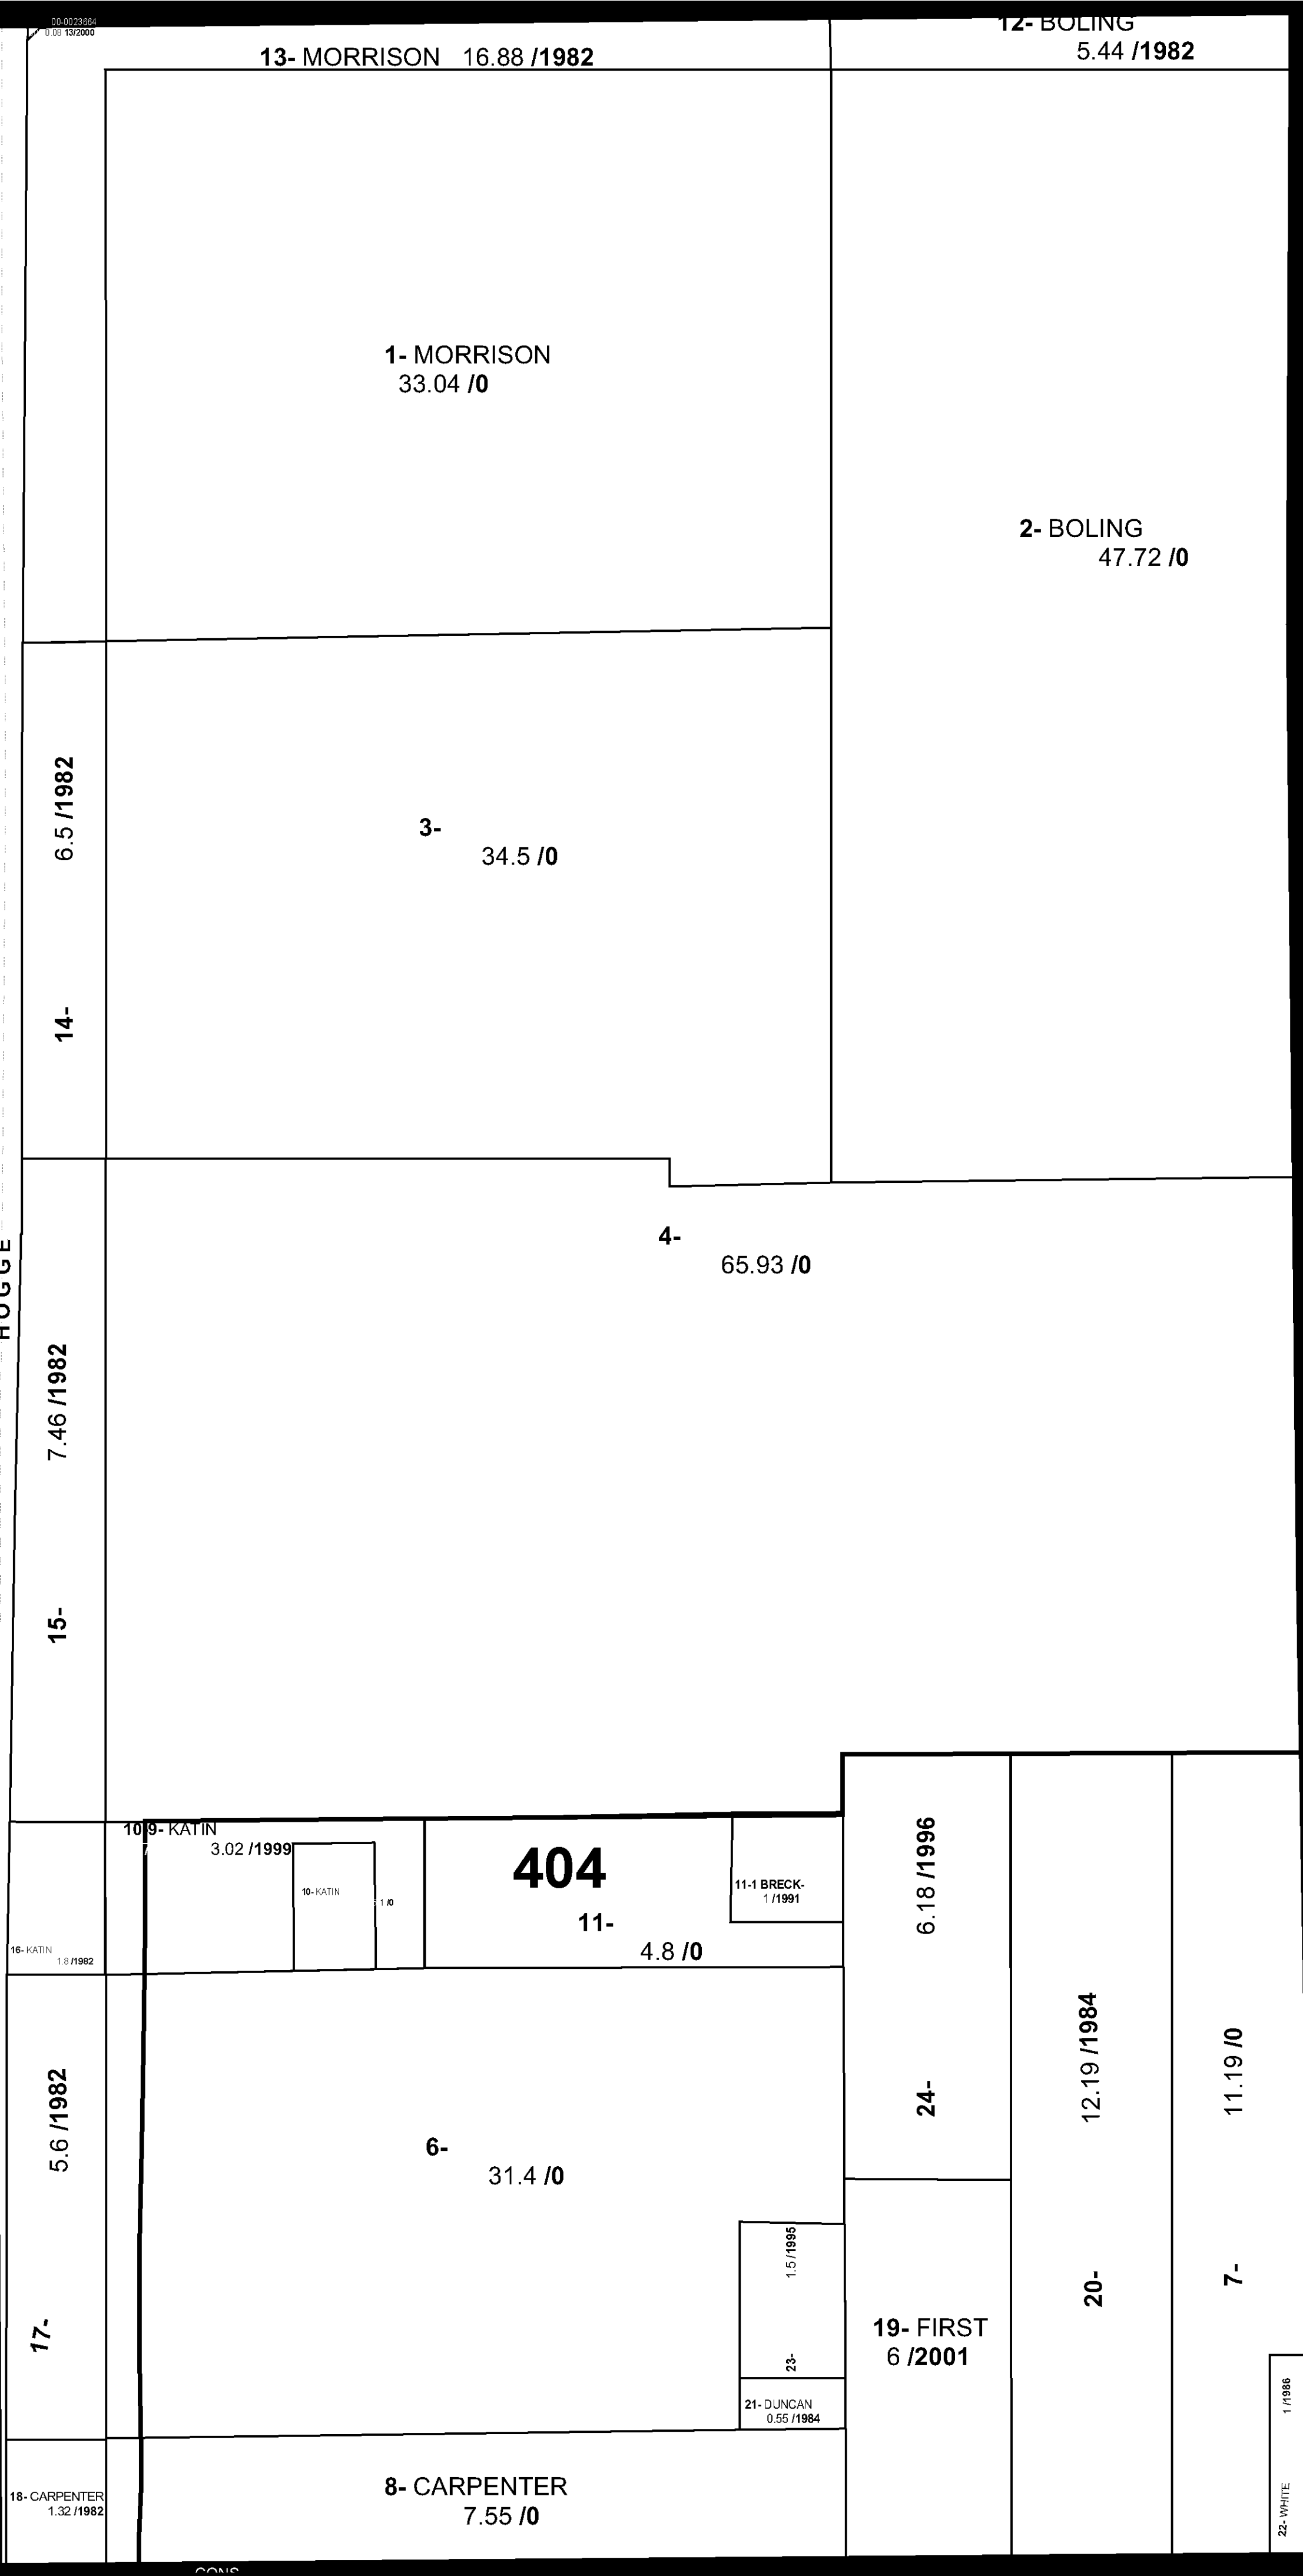 00-0023664
0.08 13/2000
12- BOLING
5.44 /1982
13- MORRISON 16.88 /1982
1- MORRISON
33.04 /0
2- BOLING
47.72 /0
14- 6.5 /1982
3-
34.5 /0
4-
65.93 /0
HOGGE
15- 7.46 /1982
9- KATIN
3.02 /1999
10- KATIN
1 /0
404
11-
4.8 /0
11-1 BRECK-
1 /1991
24- 6.18 /1996
16- KATIN
1.8 /1982
20- 12.19 /1984
7- 11.19 /0
17- 5.6 /1982
6-
31.4 /0
23- 1.5 /1995
19- FIRST
6 /2001
21- DUNCAN
0.55 /1984
22- WHITE 1 /1986
8- CARPENTER
7.55 /0
18- CARPENTER
1.32 /1982
CONS